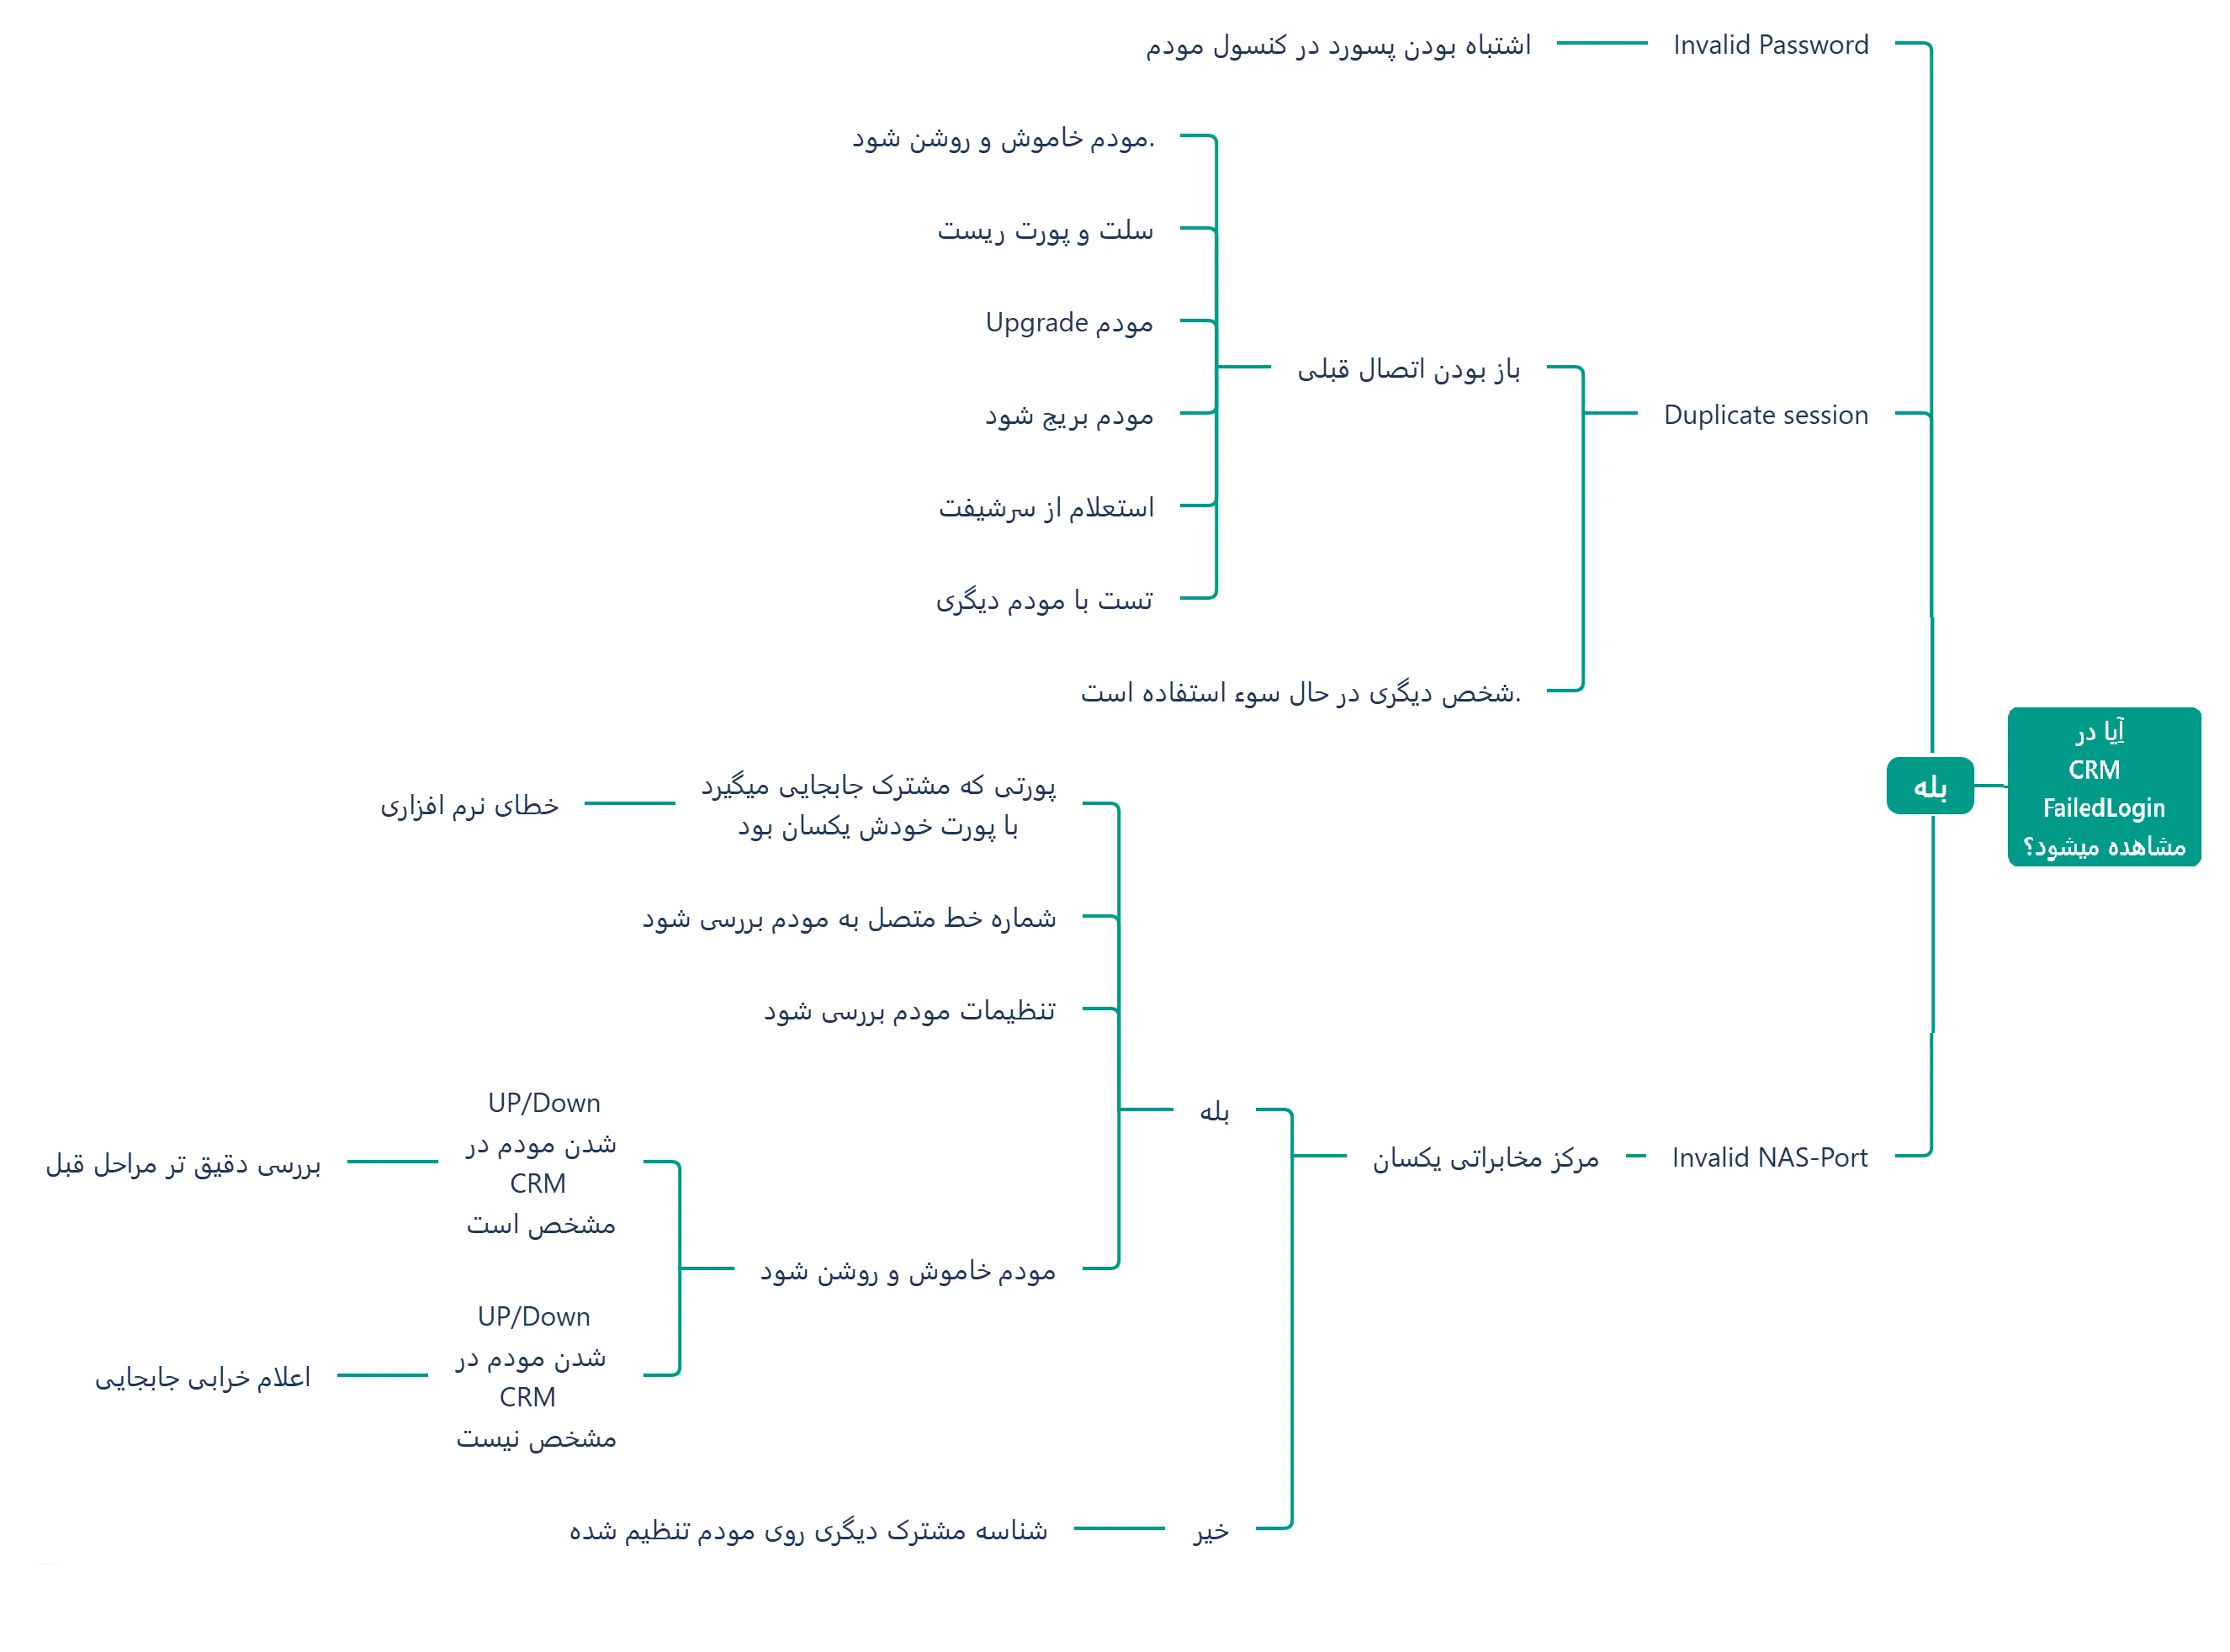 آیا در
CRM
FailedLogin
مشاهده میشود؟
بله
Invalid Password
اشتباه بودن پسورد در کنسول مودم
Duplicate session
باز بودن اتصال قبلی
مودم خاموش و روشن شود.
سلت و پورت ریست
مودم Upgrade
مودم بریج شود
استعلام از سرشیفت
تست با مودم دیگری
شخص دیگری در حال سوء استفاده است.
Invalid NAS-Port
مرکز مخابراتی یکسان
بله
پورتی که مشترک جابجایی میگیرد
با پورت خودش یکسان بود
خطای نرم افزاری
شماره خط متصل به مودم بررسی شود
تنظیمات مودم بررسی شود
مودم خاموش و روشن شود
UP/Down
شدن مودم در
CRM
مشخص است
بررسی دقیق تر مراحل قبل
UP/Down
شدن مودم در
CRM
مشخص نیست
اعلام خرابی جابجایی
خیر
شناسه مشترک دیگری روی مودم تنظیم شده